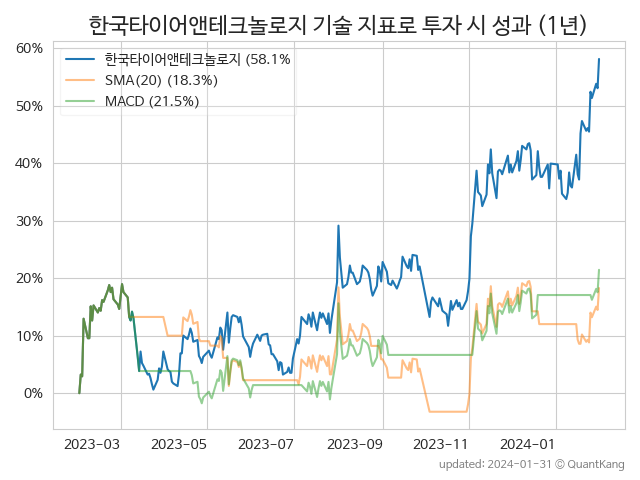 한국타이어앤테크놀로지 기술 지표로 투자 시 성과 (1년)
60%
50%
40%
30%
20%
10%
0%
한국타이어앤테크놀로지 (58.1%
SMA(20) (18.3%)
MACD (21.5%)
2023-03
2023-05
2023-07
2023-09
2023-11
2024-01
updated: 2024-01-31 © QuantKang